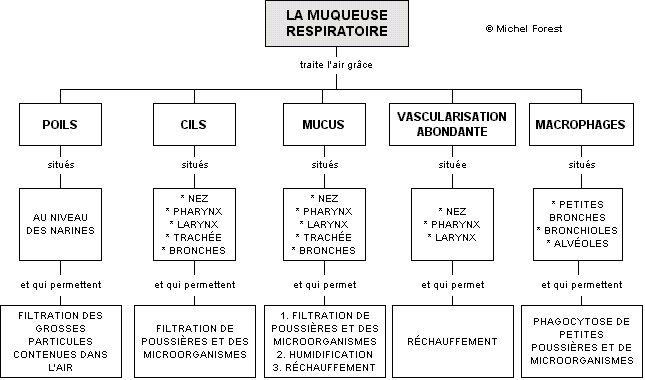 LA MUQUEUSE
RESPIRATOIRE
© Michel Forest
traite l'air grâce
POILS
CILS
MUCUS
VASCULARISATION
ABONDANTE
MACROPHAGES
situés
situés
situés
située
situés
AU NIVEAU
DES NARINES
* NEZ
* PHARYNX
* LARYNX
* TRACHÉE
* BRONCHES
* NEZ
* PHARYNX
* LARYNX
* TRACHÉE
* BRONCHES
* NEZ
* PHARYNX
* LARYNX
* PETITES
BRONCHES
* BRONCHIOLES
* ALVÉOLES
et qui permettent
et qui permettent
et qui permet
et qui permet
et qui permettent
FILTRATION DES
GROSSES
PARTICULES
CONTENUES DANS
L'AIR
FILTRATION DE
POUSSIÈRES ET DES
MICROORGANISMES
1. FILTRATION DE
POUSSIÈRES ET DES
MICROORGANISMES
2. HUMIDIFICATION
3. RÉCHAUFFEMENT
RÉCHAUFFEMENT
PHAGOCYTOSE DE
PETITES
POUSSIÈRES ET DE
MICROORGANISMES